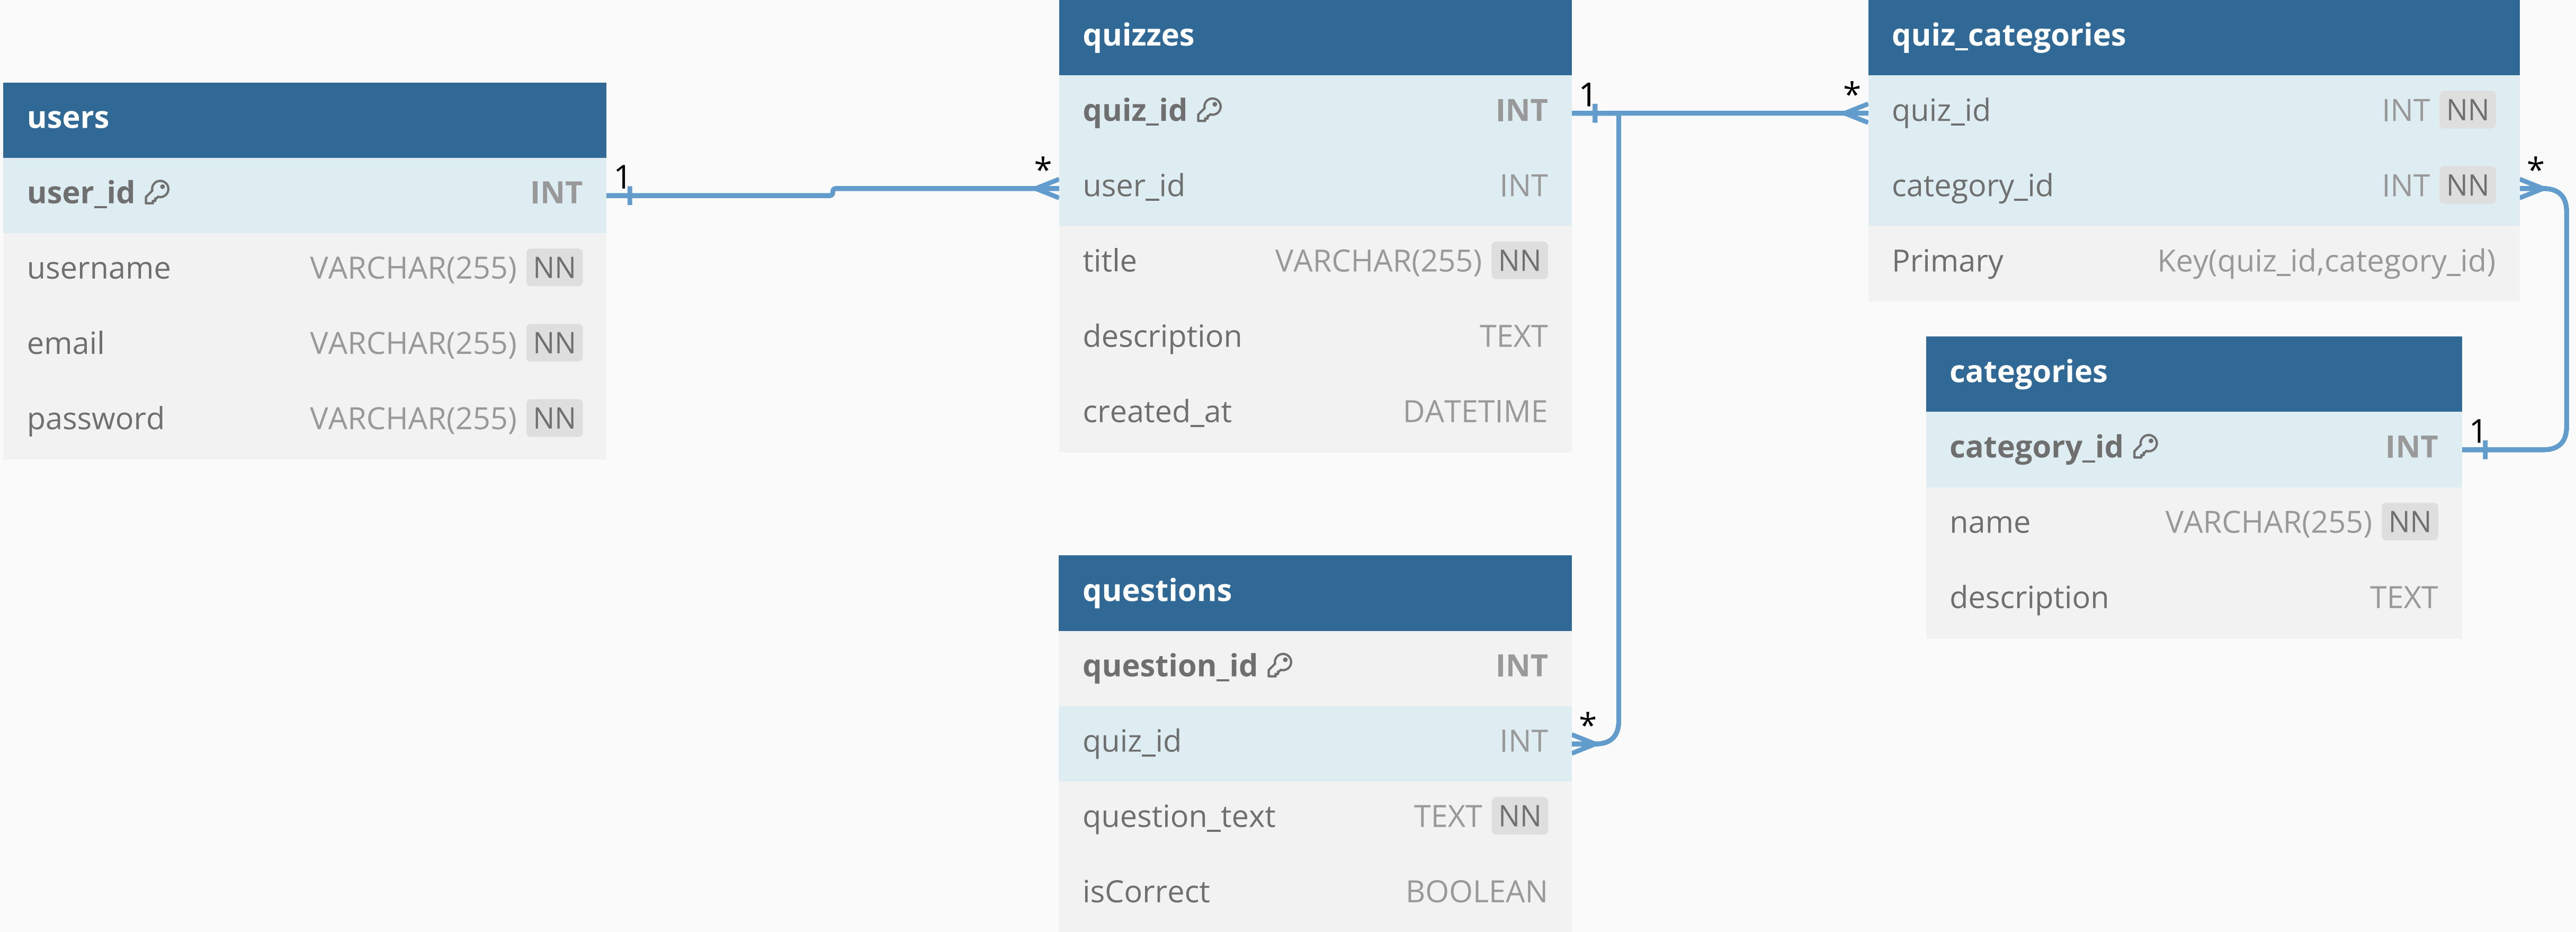 users
user_id INT
username VARCHAR(255) NN
email VARCHAR(255) NN
password VARCHAR(255) NN
1
*
quizzes
quiz_id INT
user_id INT
title VARCHAR(255) NN
description TEXT
created_at DATETIME
1
*
quiz_categories
quiz_id INT NN
category_id INT NN
Primary Key(quiz_id,category_id)
*
categories
category_id INT
name VARCHAR(255) NN
description TEXT
1
questions
question_id INT
quiz_id INT
question_text TEXT NN
isCorrect BOOLEAN
*